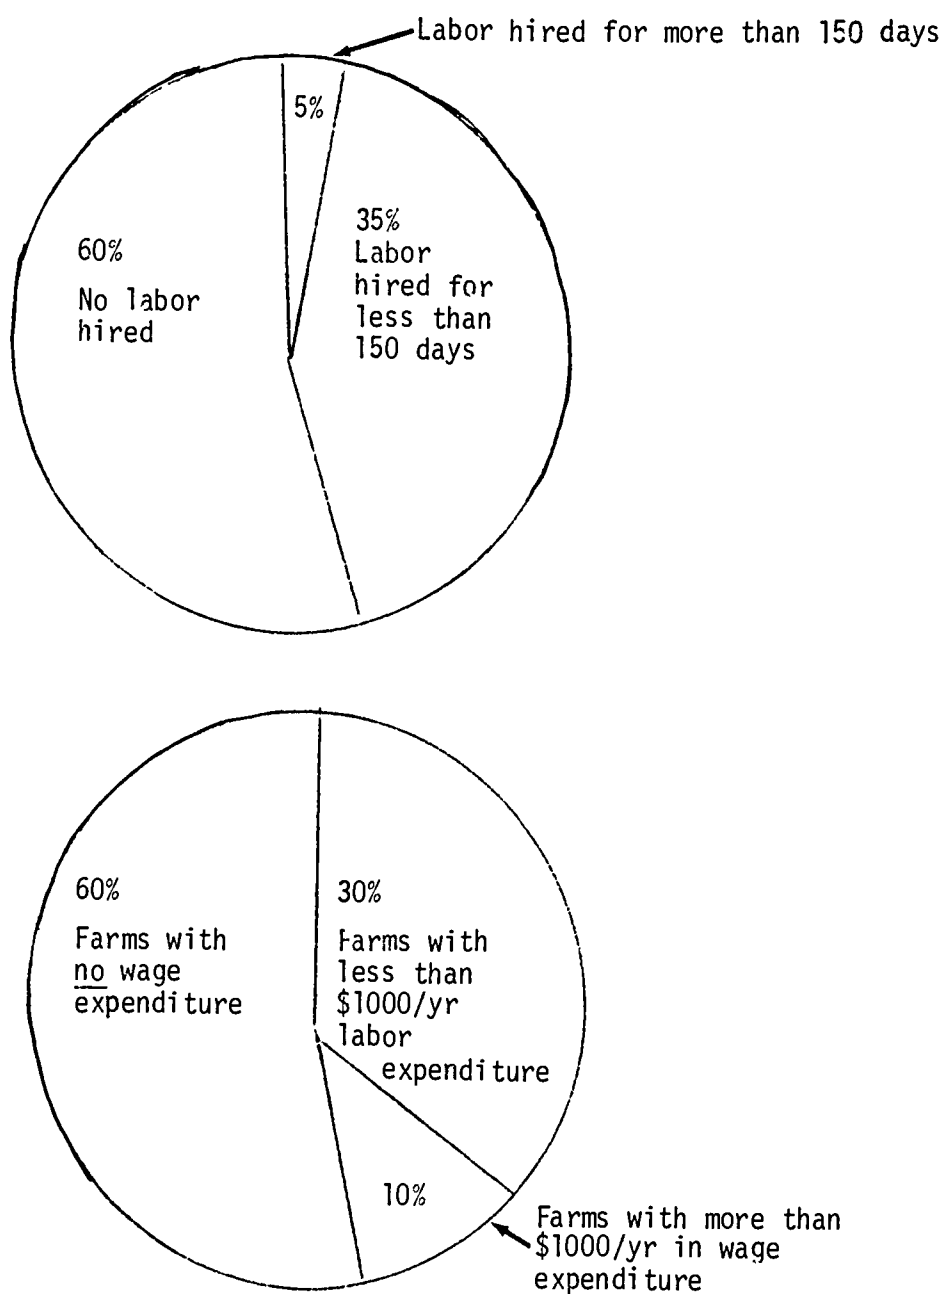 Labor hired for more than 150 days
5%
60%
No labor
hired
35%
Labor
hired for
less than
150 days
60%
Farms with
no wage
expenditure
30%
Farms with
less than
$1000/yr
labor
expenditure
10%
Farms with more than
$1000/yr in wage
expenditure